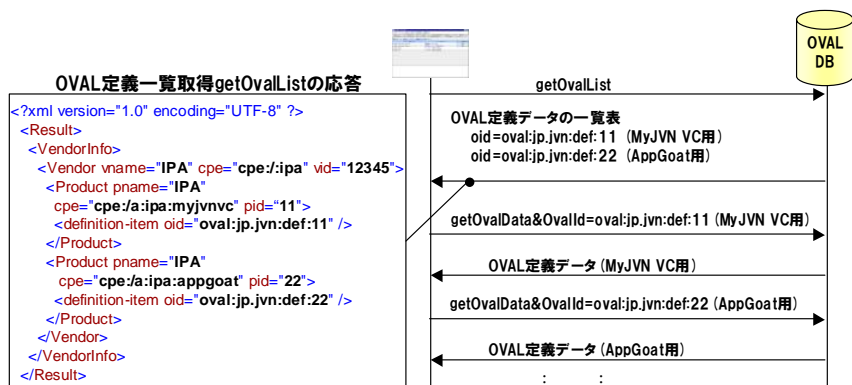 OVAL定義一覧取得getOvalListの応答
<?xml version="1.0" encoding="UTF-8" ?>
<Result>
<VendorInfo>
<Vendor vname="IPA" cpe="cpe:/:ipa" vid="12345">
<Product pname="IPA"
cpe="cpe:/a:ipa:myjvnvc" pid="11">
<definition-item oid="oval:jp.jvn:def:11" />
</Product>
<Product pname="IPA"
cpe="cpe:/a:ipa:appgoat" pid="22">
<definition-item oid="oval:jp.jvn:def:22" />
</Product>
</Vendor>
</VendorInfo>
</Result>
OVAL
DB
getOvalList
OVAL定義データの一覧表
oid=oval:jp.jvn:def:11 (MyJVN VC用)
oid=oval:jp.jvn:def:22 (AppGoat用)
getOvalData&OvalId=oval:jp.jvn:def:11 (MyJVN VC用)
OVAL定義データ(MyJVN VC用)
getOvalData&OvalId=oval:jp.jvn:def:22 (AppGoat用)
OVAL定義データ(AppGoat用)
: :